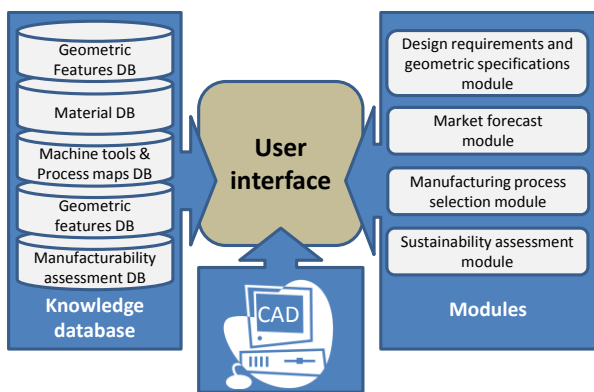 Geometric
Features DB
Material DB
Machine tools &
Process maps DB
Geometric
features DB
Manufacturability
assessment DB
Knowledge
database
User
interface
CAD
Design requirements and
geometric specifications
module
Market forecast
module
Manufacturing process
selection module
Sustainability assessment
module
Modules